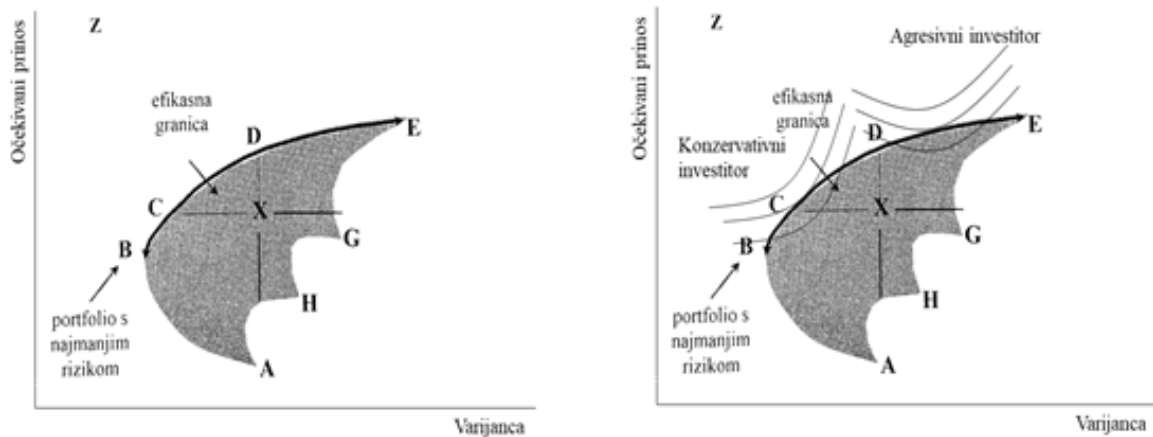 Očekivani prinos
Z
efikasna
granica
D
E
C
X
B
G
H
portfolio s
najmanjim
rizikom
A
Varijanca
Očekivani prinos
Z
Agresivni investitor
efikasna
granica
D
E
Konzervativni
investitor
C
X
B
G
H
portfolio s
najmanjim
rizikom
A
Varijanca